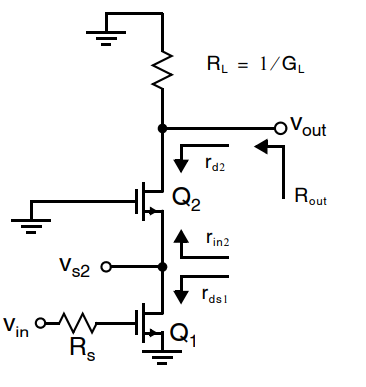 R_L = 1/G_L
v_out
r_d2
Q_2
R_out
r_in2
v_s2
r_ds1
v_in
R_s
Q_1